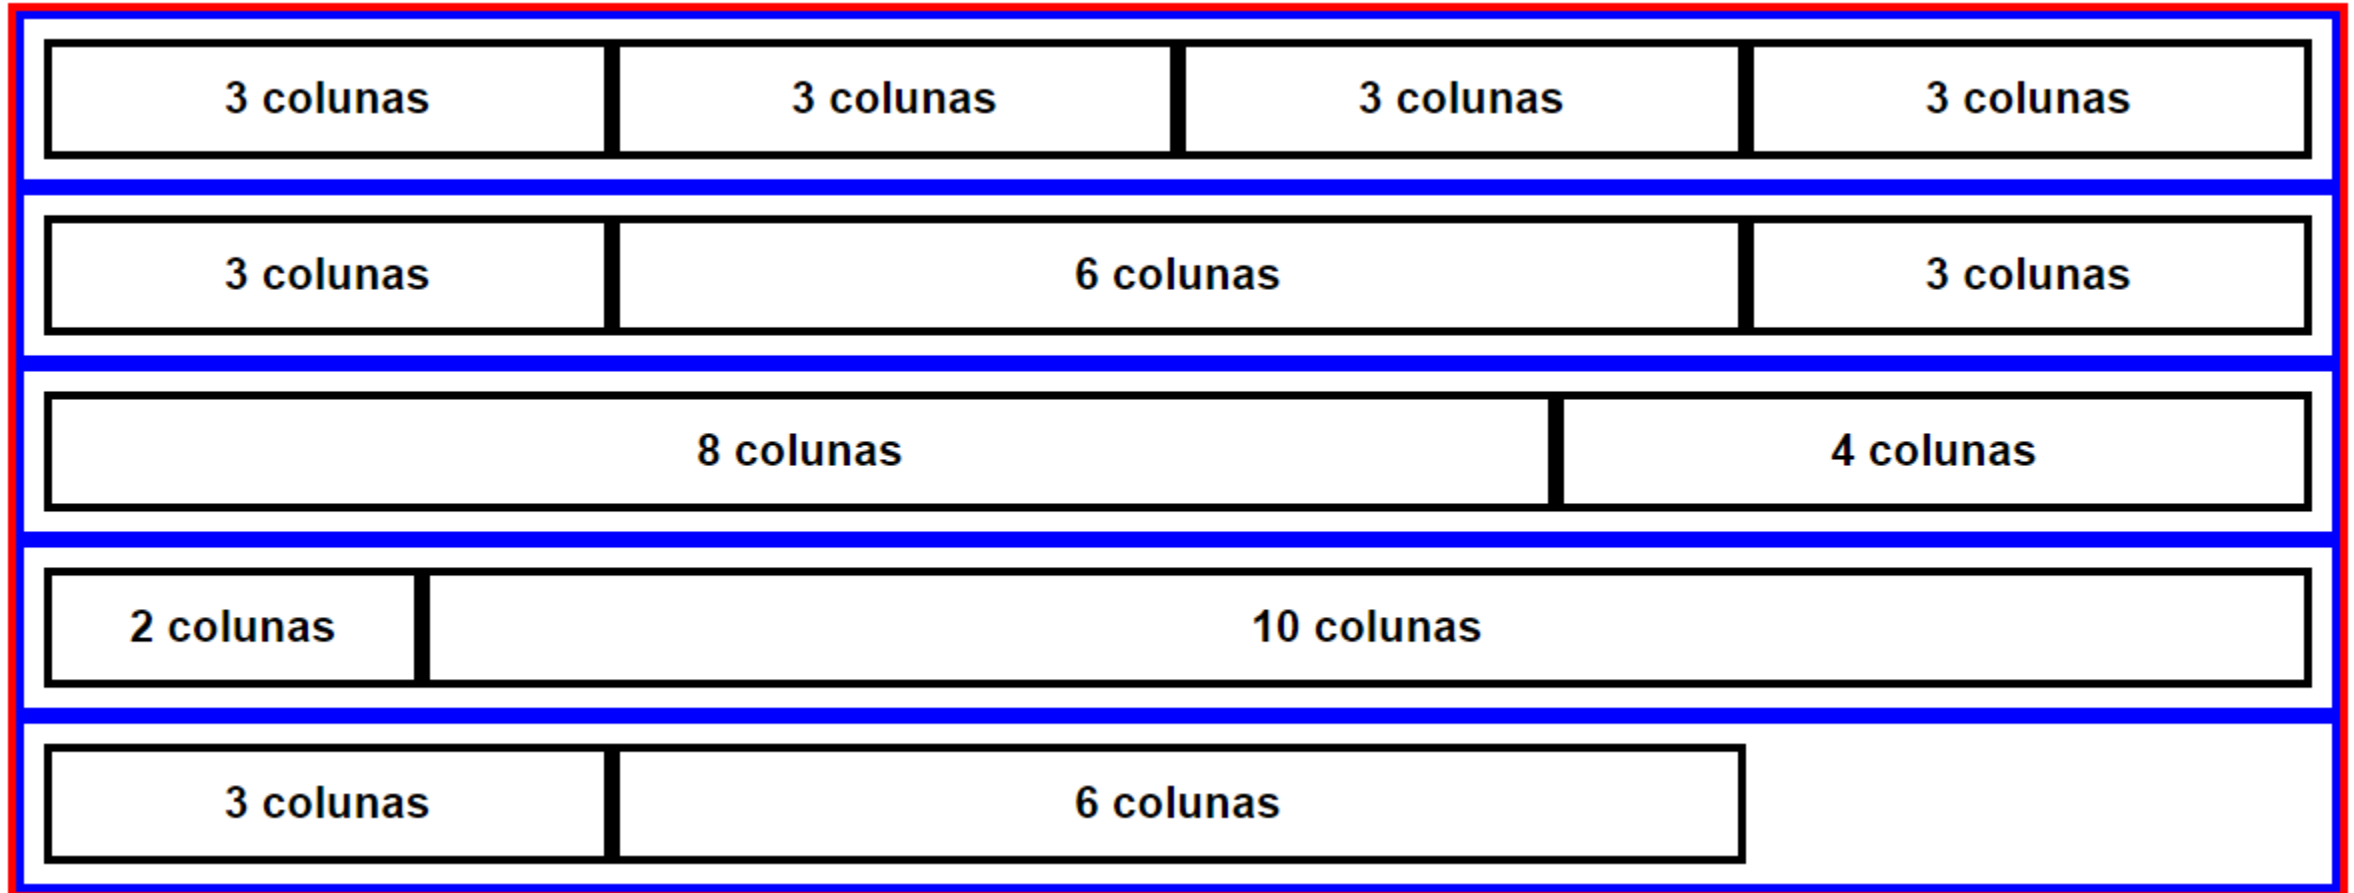 3 colunas 3 colunas 3 colunas 3 colunas
3 colunas 6 colunas 3 colunas
8 colunas 4 colunas
2 colunas 10 colunas
3 colunas 6 colunas